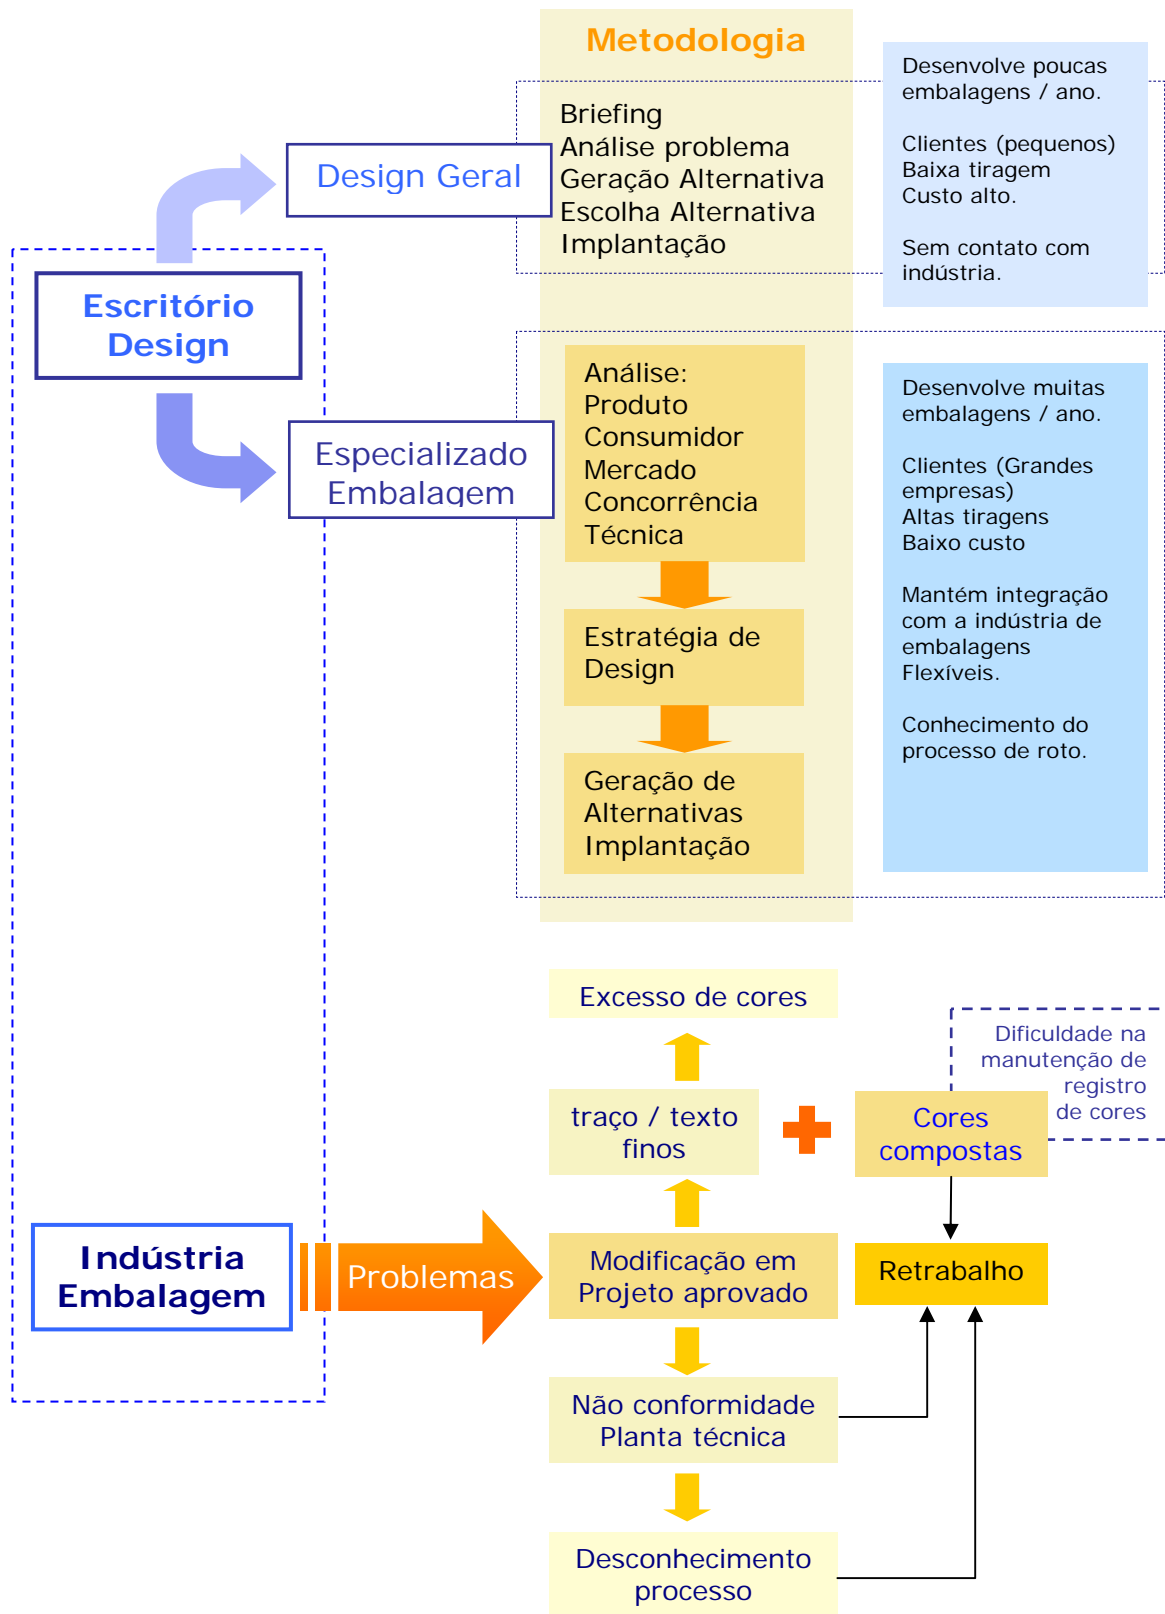 Metodologia
Design Geral
Briefing
Análise problema
Geração Alternativa
Escolha Alternativa
Implantação
Desenvolve poucas
embalagens / ano.
Clientes (pequenos)
Baixa tiragem
Custo alto.
Sem contato com
indústria.
Escritório
Design
Especializado
Embalagem
Análise:
Produto
Consumidor
Mercado
Concorrência
Técnica
Estratégia de
Design
Geração de
Alternativas
Implantação
Desenvolve muitas
embalagens / ano.
Clientes (Grandes
empresas)
Altas tiragens
Baixo custo
Mantém integração
com a indústria de
embalagens
Flexíveis.
Conhecimento do
processo de roto.
Excesso de cores
traço / texto
finos
Cores
compostas
Dificuldade na
manutenção de
registro
de cores
Indústria
Embalagem
Problemas
Modificação em
Projeto aprovado
Retrabalho
Não conformidade
Planta técnica
Desconhecimento
processo